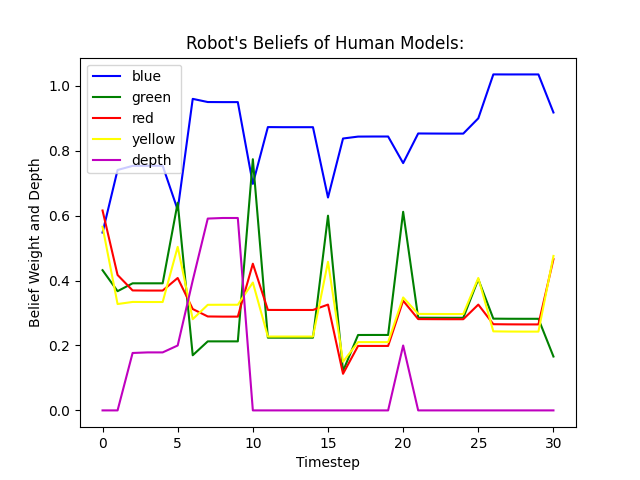 Robot's Beliefs of Human Models:
blue
green
red
yellow
depth
Belief Weight and Depth
1.0
0.8
0.6
0.4
0.2
0.0
0 5 10 15 20 25 30
Timestep